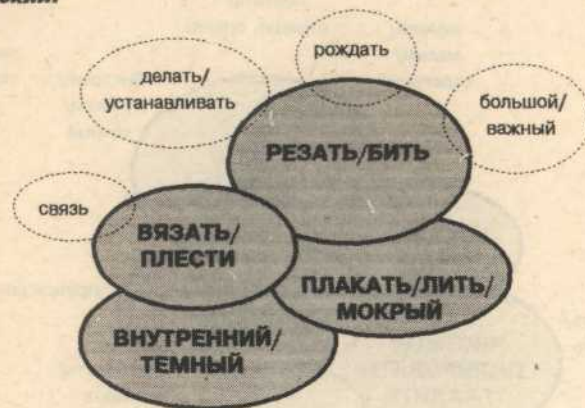 рождать
делать/
устанавливать
большой/
важный
РЕЗАТЬ/БИТЬ
связь
ВЯЗАТЬ/
ПЛЕСТИ
ПЛАКАТЬ/ЛИТЬ/
МОКРЫЙ
ВНУТРЕННИЙ/
ТЕМНЫЙ